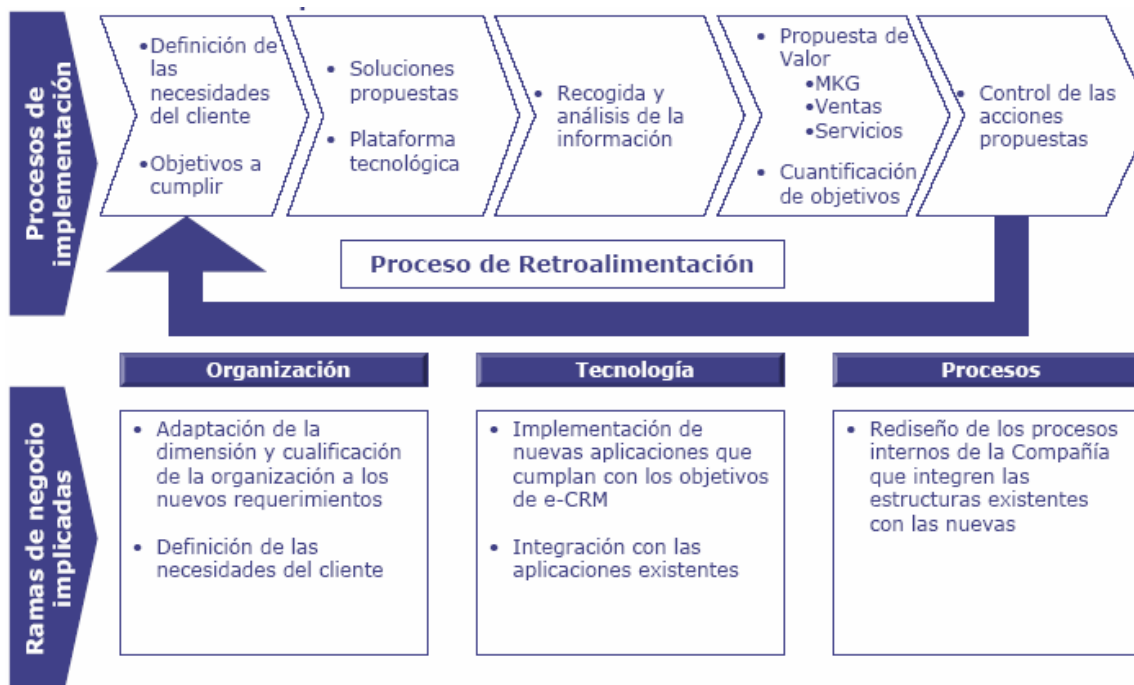 Procesos de
implementación
•Definición de
las
necesidades
del cliente
•Objetivos a
cumplir
• Soluciones
propuestas
• Plataforma
tecnológica
• Recogida y
análisis de la
información
• Propuesta de
Valor
•MKG
•Ventas
•Servicios
• Cuantificación
de objetivos
• Control de las
acciones
propuestas
Proceso de Retroalimentación
Ramas de negocio
implicadas
Organización
• Adaptación de la
dimensión y cualificación
de la organización a los
nuevos requerimientos
• Definición de las
necesidades del cliente
Tecnología
• Implementación de
nuevas aplicaciones que
cumplan con los objetivos
de e-CRM
• Integración con las
aplicaciones existentes
Procesos
• Rediseño de los procesos
internos de la Compañía
que integren las
estructuras existentes
con las nuevas